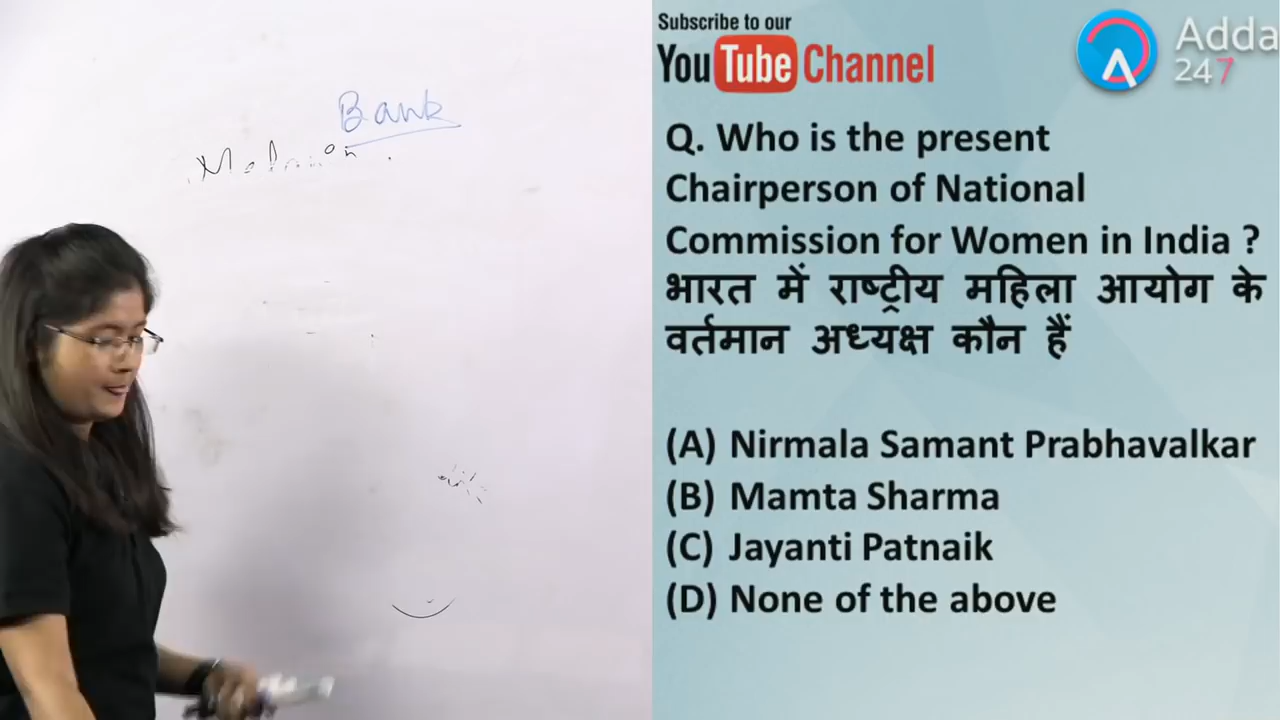 Bank
Subscribe to our
YouTube Channel
Adda
247
Q. Who is the present
Chairperson of National
Commission for Women in India ?
भारत में राष्ट्रीय महिला आयोग के
वर्तमान अध्यक्ष कौन हैं
(A) Nirmala Samant Prabhavalkar
(B) Mamta Sharma
(C) Jayanti Patnaik
(D) None of the above